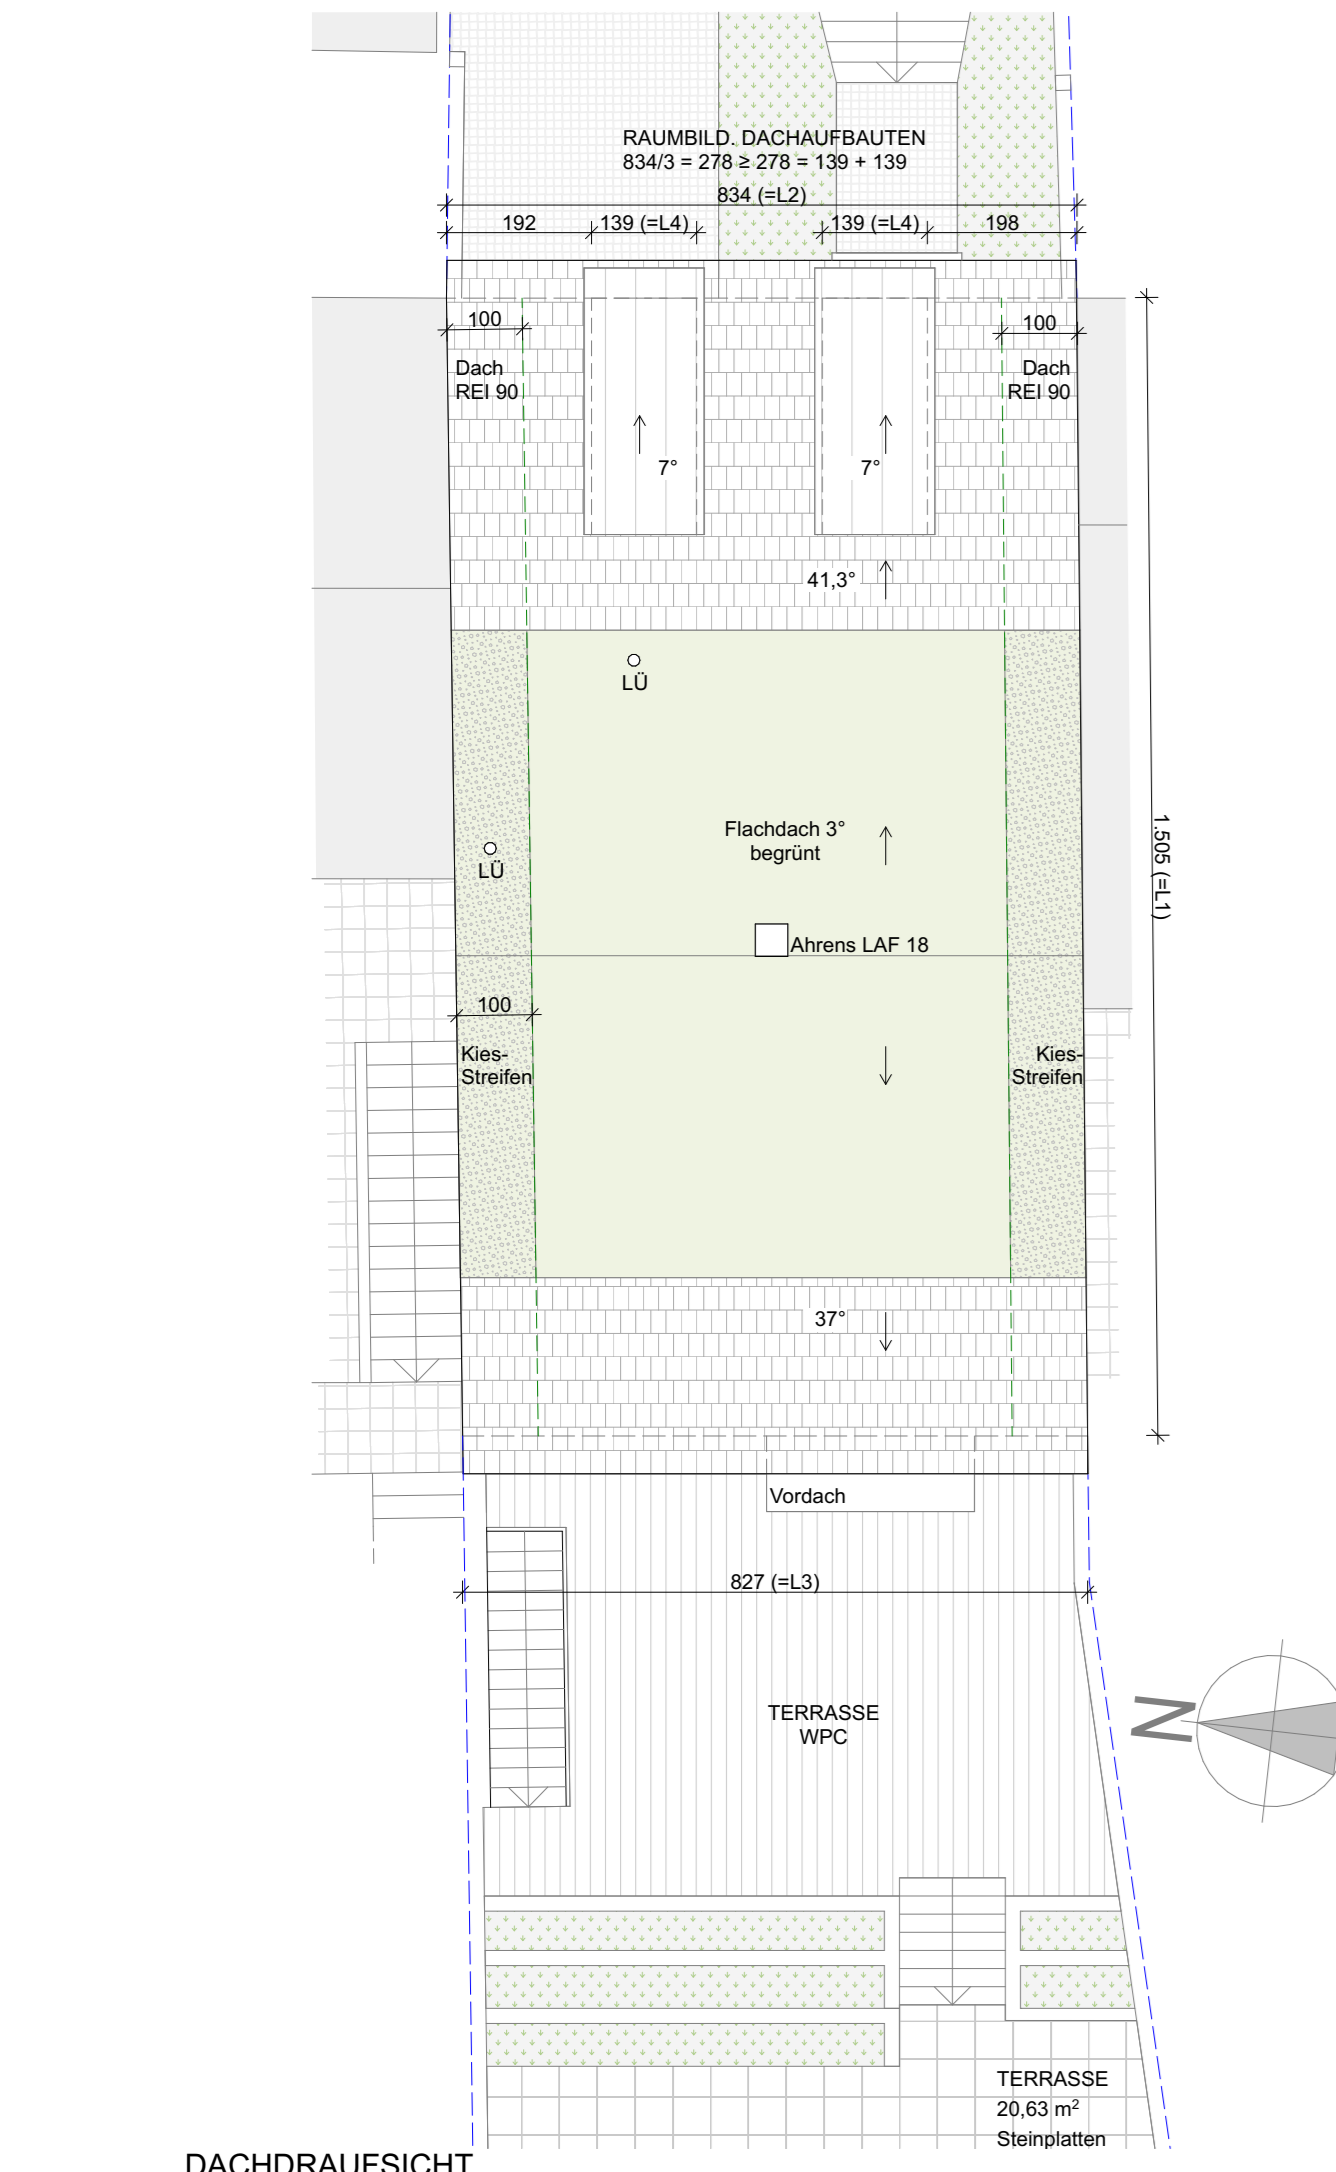 RAUMBILD. DACHAUFBAUTEN
834/3 = 278 ≥ 278 = 139 + 139
834 (=L2)
192
139 (=L4)
139 (=L4)
198
100
100
Dach
REI 90
Dach
REI 90
7°
7°
41,3°
LÜ
Flachdach 3°
begrünt
LÜ
1.505 (=L1)
Ahrens LAF 18
100
Kies-
Streifen
Kies-
Streifen
37°
Vordach
827 (=L3)
TERRASSE
WPC
N
TERRASSE
20,63 m²
Steinplatten
DACHDRAUFSICHT